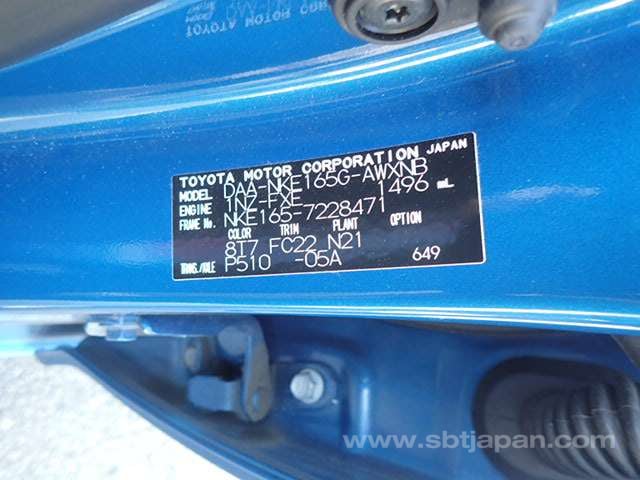 TOYOTA MOTOR CORPORATION JAPAN
MODEL DAA-NKE165G-AWXNB
ENGINE 1NZ-FXE 1496 mL
FRAME No. NKE165-7228471
COLOR TRIM PLANT OPTION
8T7 FC22 N21
TRANS./AXLE P510 -05A 649
www.sbtjapan.com